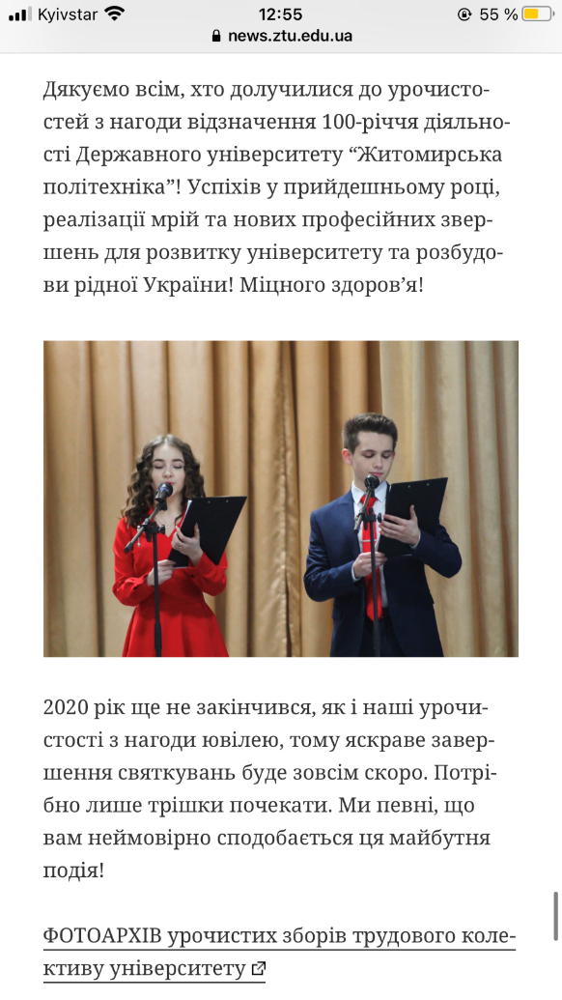 Kyivstar 12:55 55 %
news.ztu.edu.ua
Дякуємо всім, хто долучилися до урочисто-
стей з нагоди відзначення 100-річчя діяльно-
сті Державного університету “Житомирська
політехніка”! Успіхів у прийдешньому році,
реалізації мрій та нових професійних звер-
шень для розвитку університету та розбудо-
ви рідної України! Міцного здоров’я!
2020 рік ще не закінчився, як і наші урочи-
стості з нагоди ювілею, тому яскраве завер-
шення святкувань буде зовсім скоро. Потрі-
бно лише трішки почекати. Ми певні, що
вам неймовірно сподобається ця майбутня
подія!
ФОТОАРХІВ урочистих зборів трудового коле-
ктиву університету